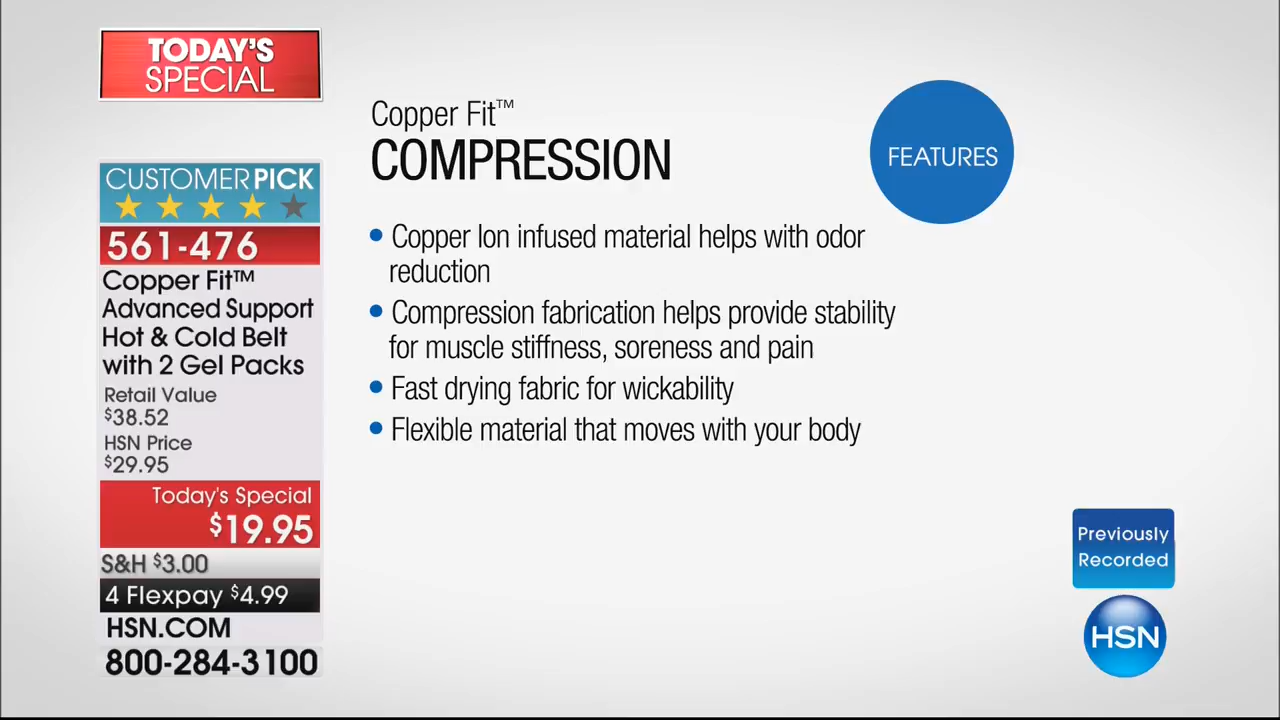 TODAY'S
SPECIAL
CUSTOMER PICK
561-476
Copper Fit™
Advanced Support
Hot & Cold Belt
with 2 Gel Packs
Retail Value
$38.52
HSN Price
$29.95
Today's Special
$19.95
S&H $3.00
4 Flexpay $4.99
HSN.COM
800-284-3100
Copper Fit™
COMPRESSION
FEATURES
• Copper Ion infused material helps with odor
reduction
• Compression fabrication helps provide stability
for muscle stiffness, soreness and pain
• Fast drying fabric for wickability
• Flexible material that moves with your body
Previously
Recorded
HSN